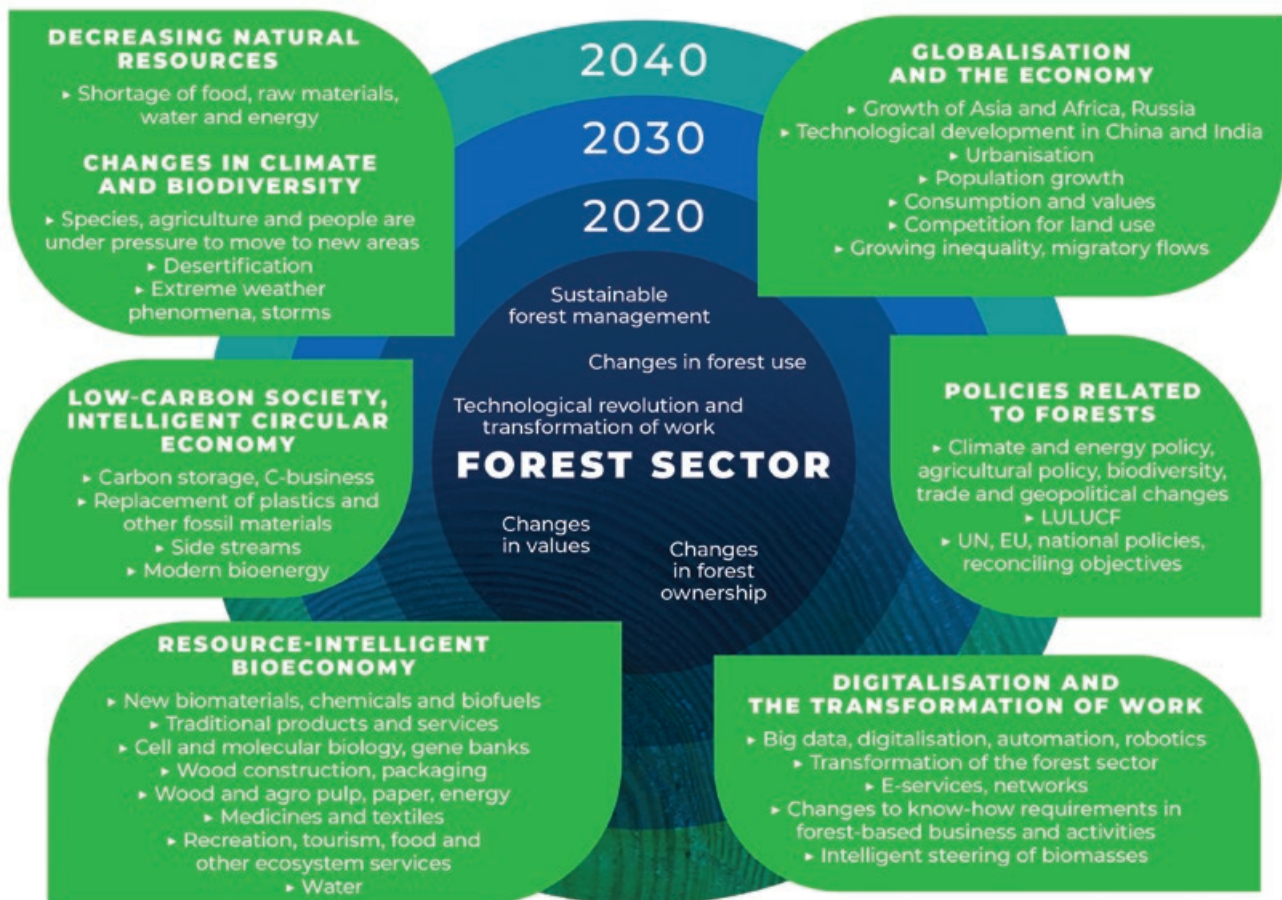 DECREASING NATURAL
RESOURCES
▸ Shortage of food, raw materials,
water and energy
CHANGES IN CLIMATE
AND BIODIVERSITY
▸ Species, agriculture and people are
under pressure to move to new areas
▸ Desertification
▸ Extreme weather
phenomena, storms
2040
2030
2020
GLOBALISATION
AND THE ECONOMY
▸ Growth of Asia and Africa, Russia
▸ Technological development in China and India
▸ Urbanisation
▸ Population growth
▸ Consumption and values
▸ Competition for land use
▸ Growing inequality, migratory flows
Sustainable
forest management
Changes in forest use
Technological revolution and
transformation of work
FOREST SECTOR
Changes
in values
Changes
in forest
ownership
LOW-CARBON SOCIETY,
INTELLIGENT CIRCULAR
ECONOMY
▸ Carbon storage, C-business
▸ Replacement of plastics and
other fossil materials
▸ Side streams
▸ Modern bioenergy
POLICIES RELATED
TO FORESTS
▸ Climate and energy policy,
agricultural policy, biodiversity,
trade and geopolitical changes
▸ LULUCF
▸ UN, EU, national policies,
reconciling objectives
RESOURCE-INTELLIGENT
BIOECONOMY
▸ New biomaterials, chemicals and biofuels
▸ Traditional products and services
▸ Cell and molecular biology, gene banks
▸ Wood construction, packaging
▸ Wood and agro pulp, paper, energy
▸ Medicines and textiles
▸ Recreation, tourism, food and
other ecosystem services
▸ Water
DIGITALISATION AND
THE TRANSFORMATION OF WORK
▸ Big data, digitalisation, automation, robotics
▸ Transformation of the forest sector
▸ E-services, networks
▸ Changes to know-how requirements in
forest-based business and activities
▸ Intelligent steering of biomasses